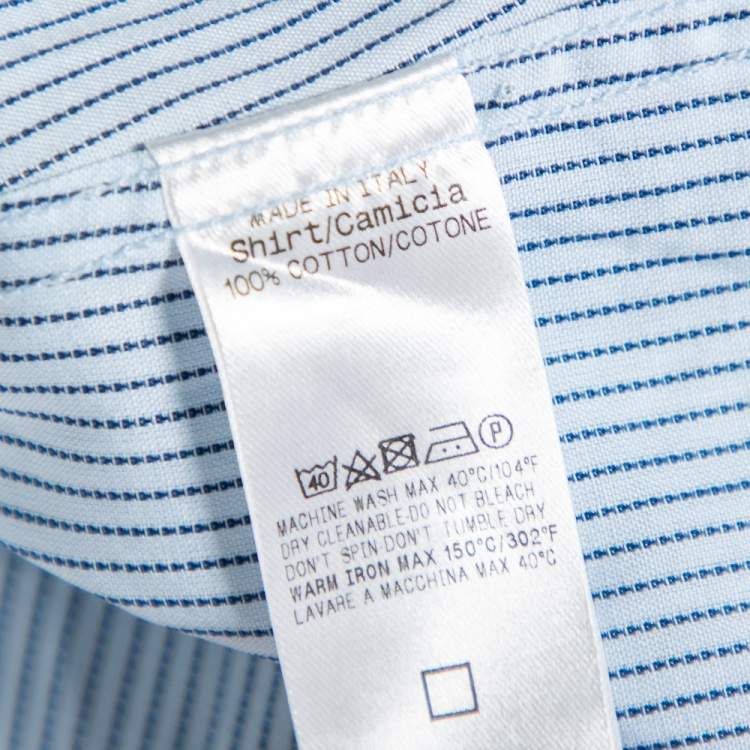 MADE IN ITALY
Shirt/Camicia
100% COTTON/COTONE
40 P
MACHINE WASH MAX 40°C/104°F
DRY CLEANABLE-DO NOT BLEACH
DON'T SPIN-DON'T TUMBLE DRY
WARM IRON MAX 150°C/302°F
LAVARE A MACCHINA MAX 40°C